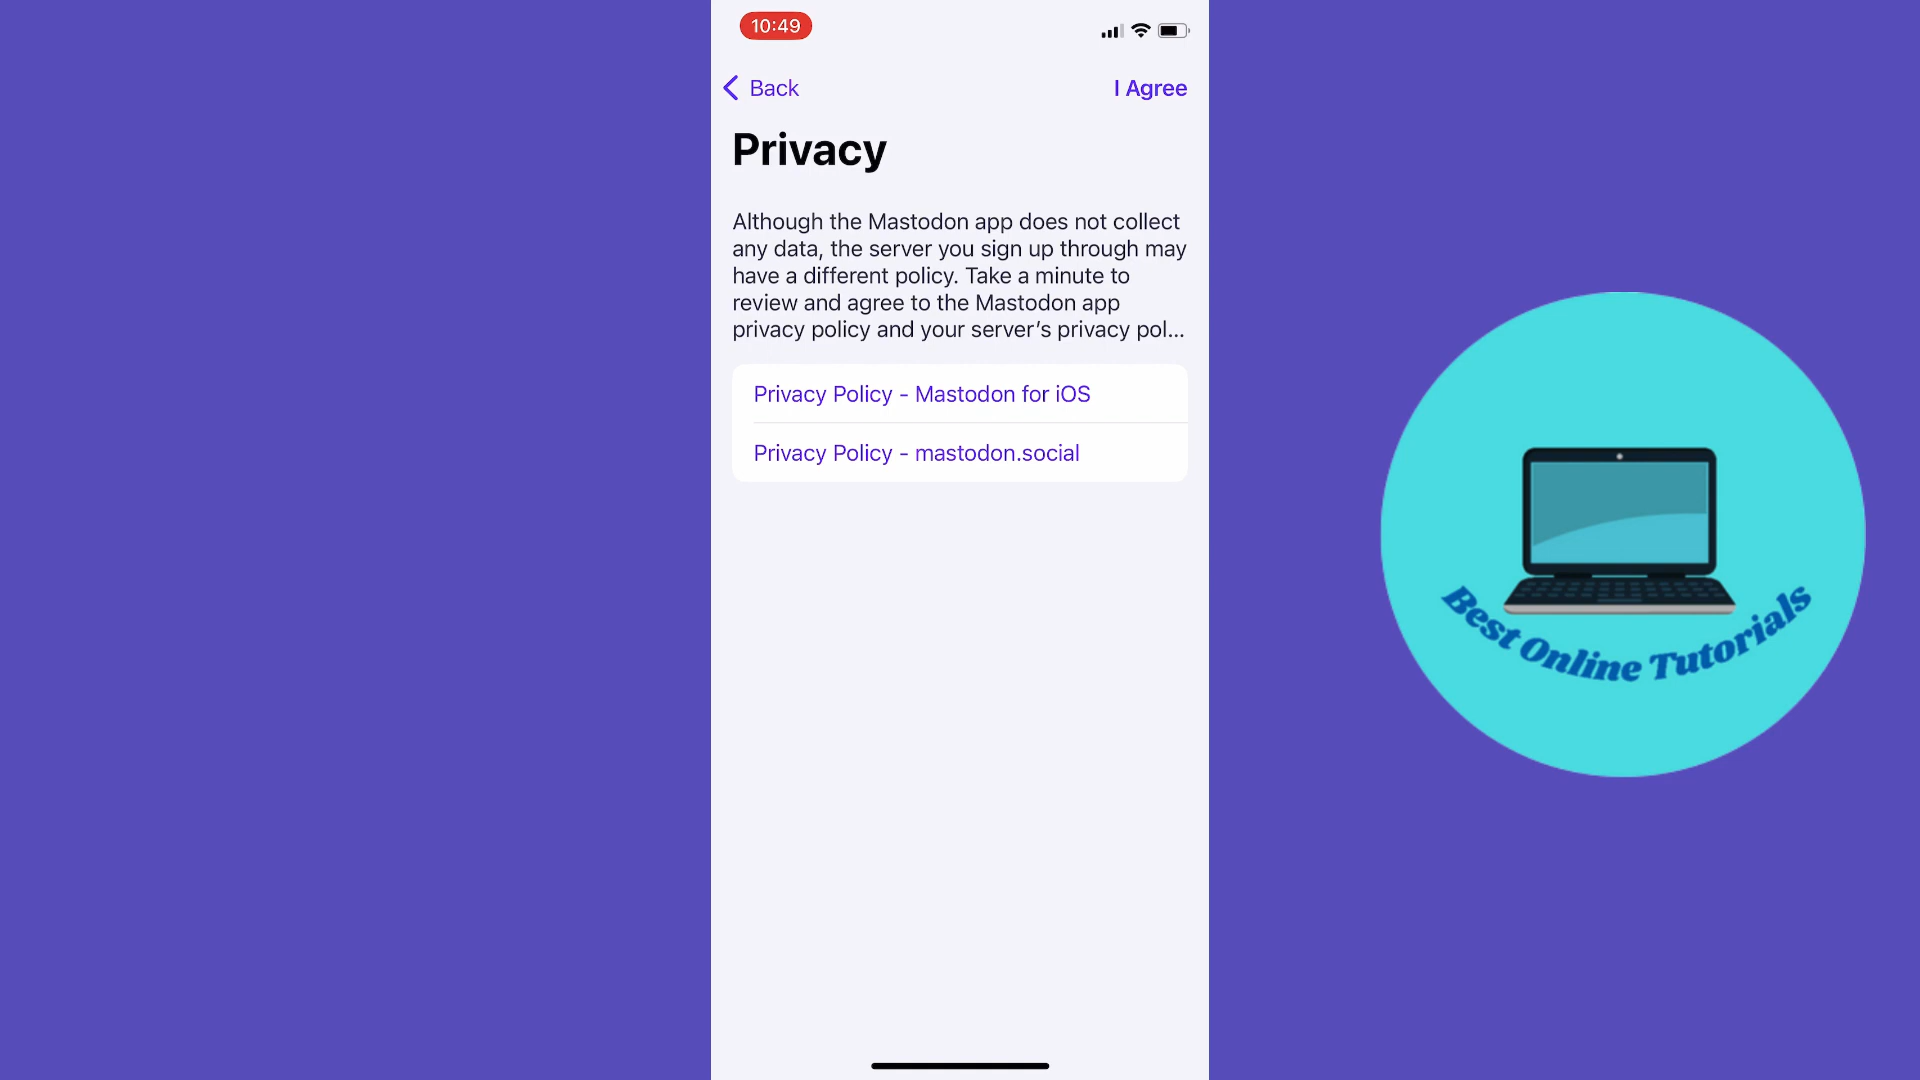 10:49
Back
I Agree
Privacy
Although the Mastodon app does not collect
any data, the server you sign up through may
have a different policy. Take a minute to
review and agree to the Mastodon app
privacy policy and your server’s privacy pol...
Privacy Policy - Mastodon for iOS
Privacy Policy - mastodon.social
Best Online Tutorials